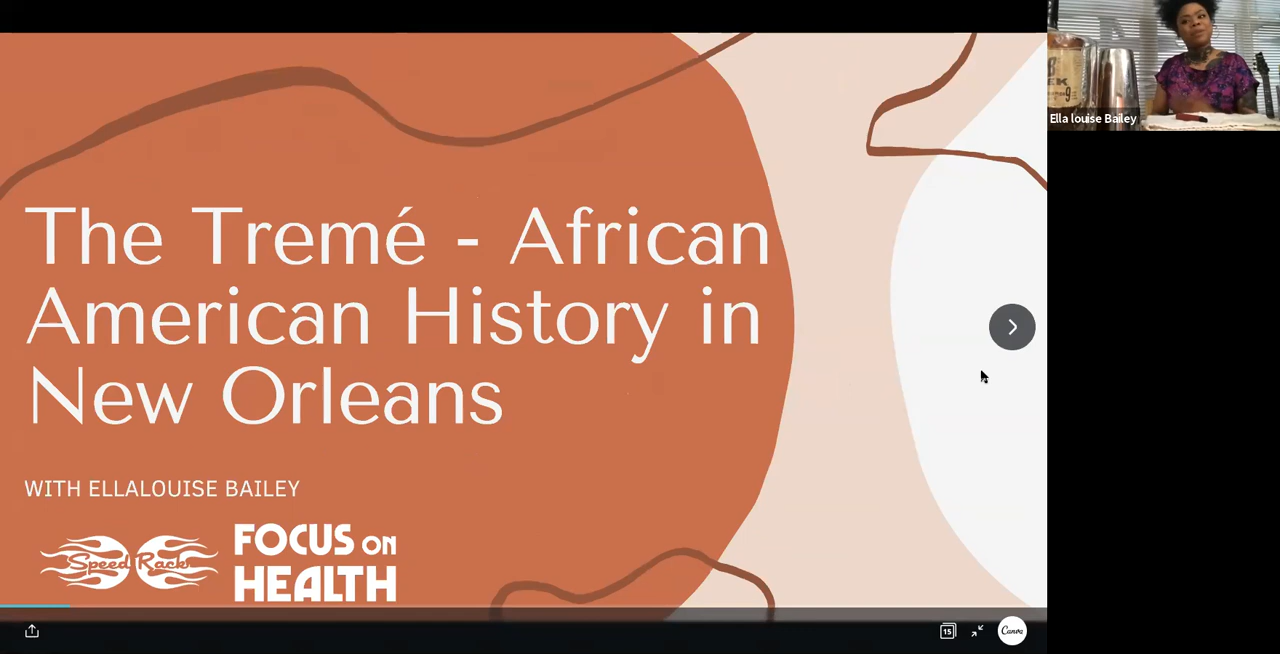 The Tremé - African
American History in
New Orleans
WITH ELLALOUISE BAILEY
Speed Rack
FOCUS ON
HEALTH
Ella louise Bailey
15
Canva